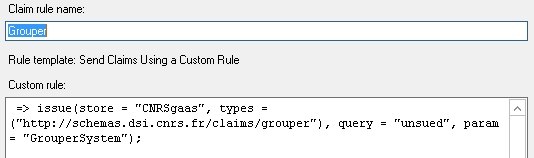 Claim rule name:
Grouper
Rule template: Send Claims Using a Custom Rule
Custom rule:
=> issue(store = "CNRSgaas", types =
("http://schemas.dsi.cnrs.fr/claims/grouper"), query = "unsued", param
= "GrouperSystem");